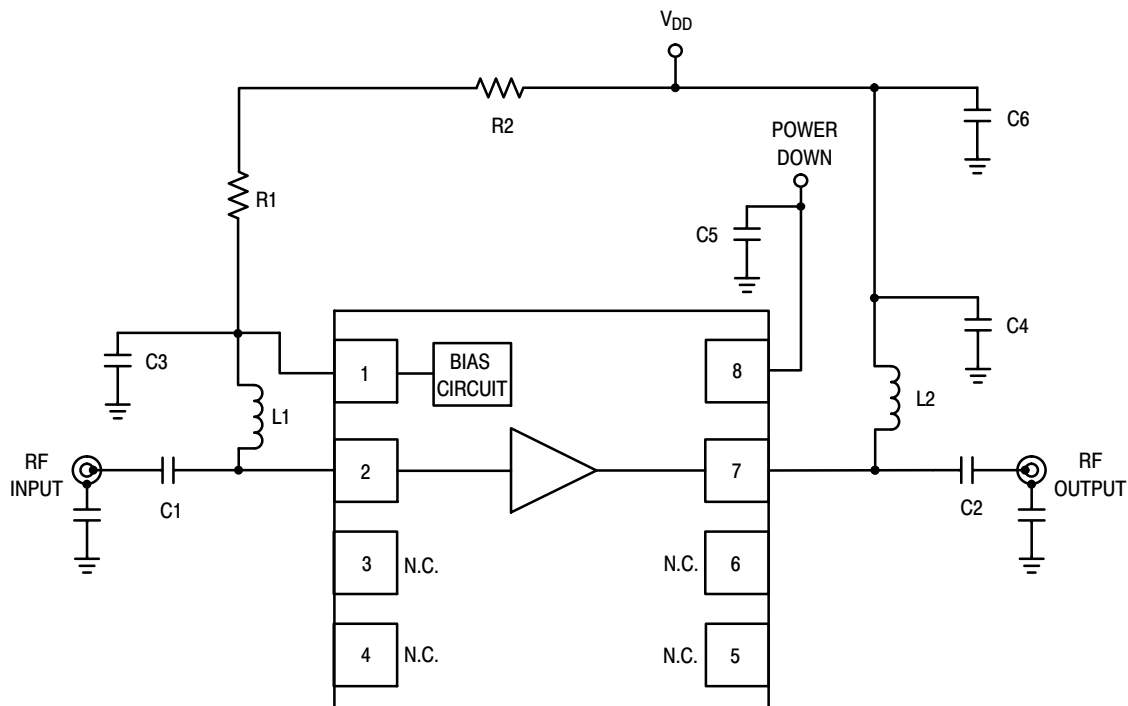 VDD
R2
C6
POWER
DOWN
R1
C5
C4
C3
1
BIAS
CIRCUIT
8
L2
L1
RF
INPUT
C1
2
7
C2
RF
OUTPUT
3
N.C.
N.C.
6
4
N.C.
N.C.
5